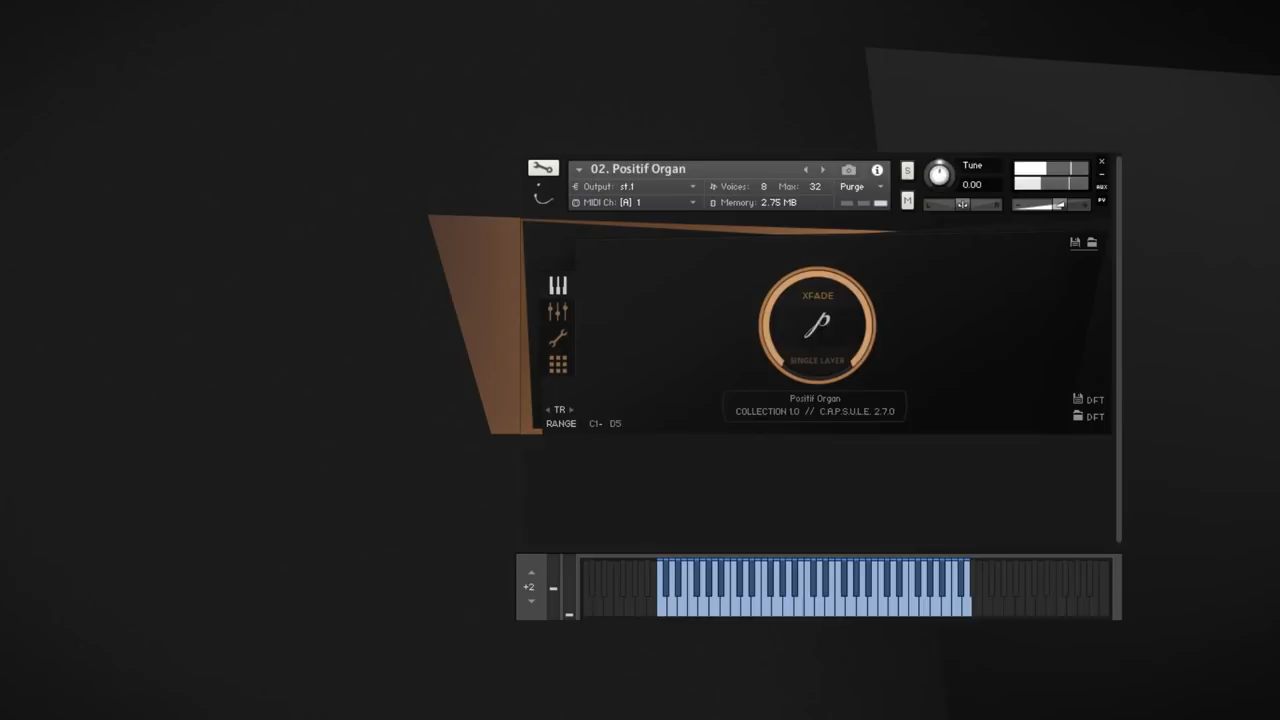 02. Positif Organ
Output: st.1
Voices: 8 Max: 32
Purge
MIDI Ch: [A] 1
Memory: 2.75 MB
S
M
Tune
0.00
L R
AUX
PV
XFADE
p
SINGLE LAYER
Positif Organ
COLLECTION 1.0 // C.A.P.S.U.L.E. 2.7.0
TR
RANGE C1- D5
DFT
DFT
+2